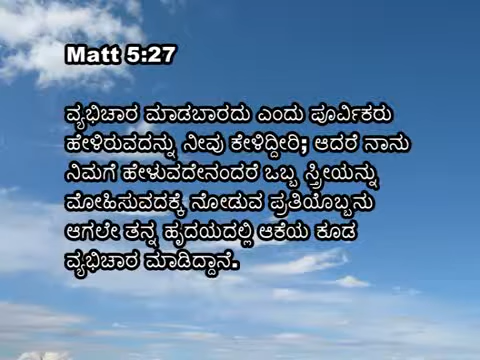 Matt 5:27
ವ್ಯಭಿಚಾರ ಮಾಡಬಾರದು ಎಂದು ಪೂರ್ವಿಕರು
ಹೇಳಿರುವದನ್ನು ನೀವು ಕೇಳಿದ್ದೀರಿ; ಆದರೆ ನಾನು
ನಿಮಗೆ ಹೇಳುವದೇನಂದರೆ ಒಬ್ಬ ಸ್ತ್ರೀಯನ್ನು
ಮೋಹಿಸುವದಕ್ಕೆ ನೋಡುವ ಪ್ರತಿಯೊಬ್ಬನು
ಆಗಲೇ ತನ್ನ ಹೃದಯದಲ್ಲಿ ಆಕೆಯ ಕೂಡ
ವ್ಯಭಿಚಾರ ಮಾಡಿದ್ದಾನೆ.